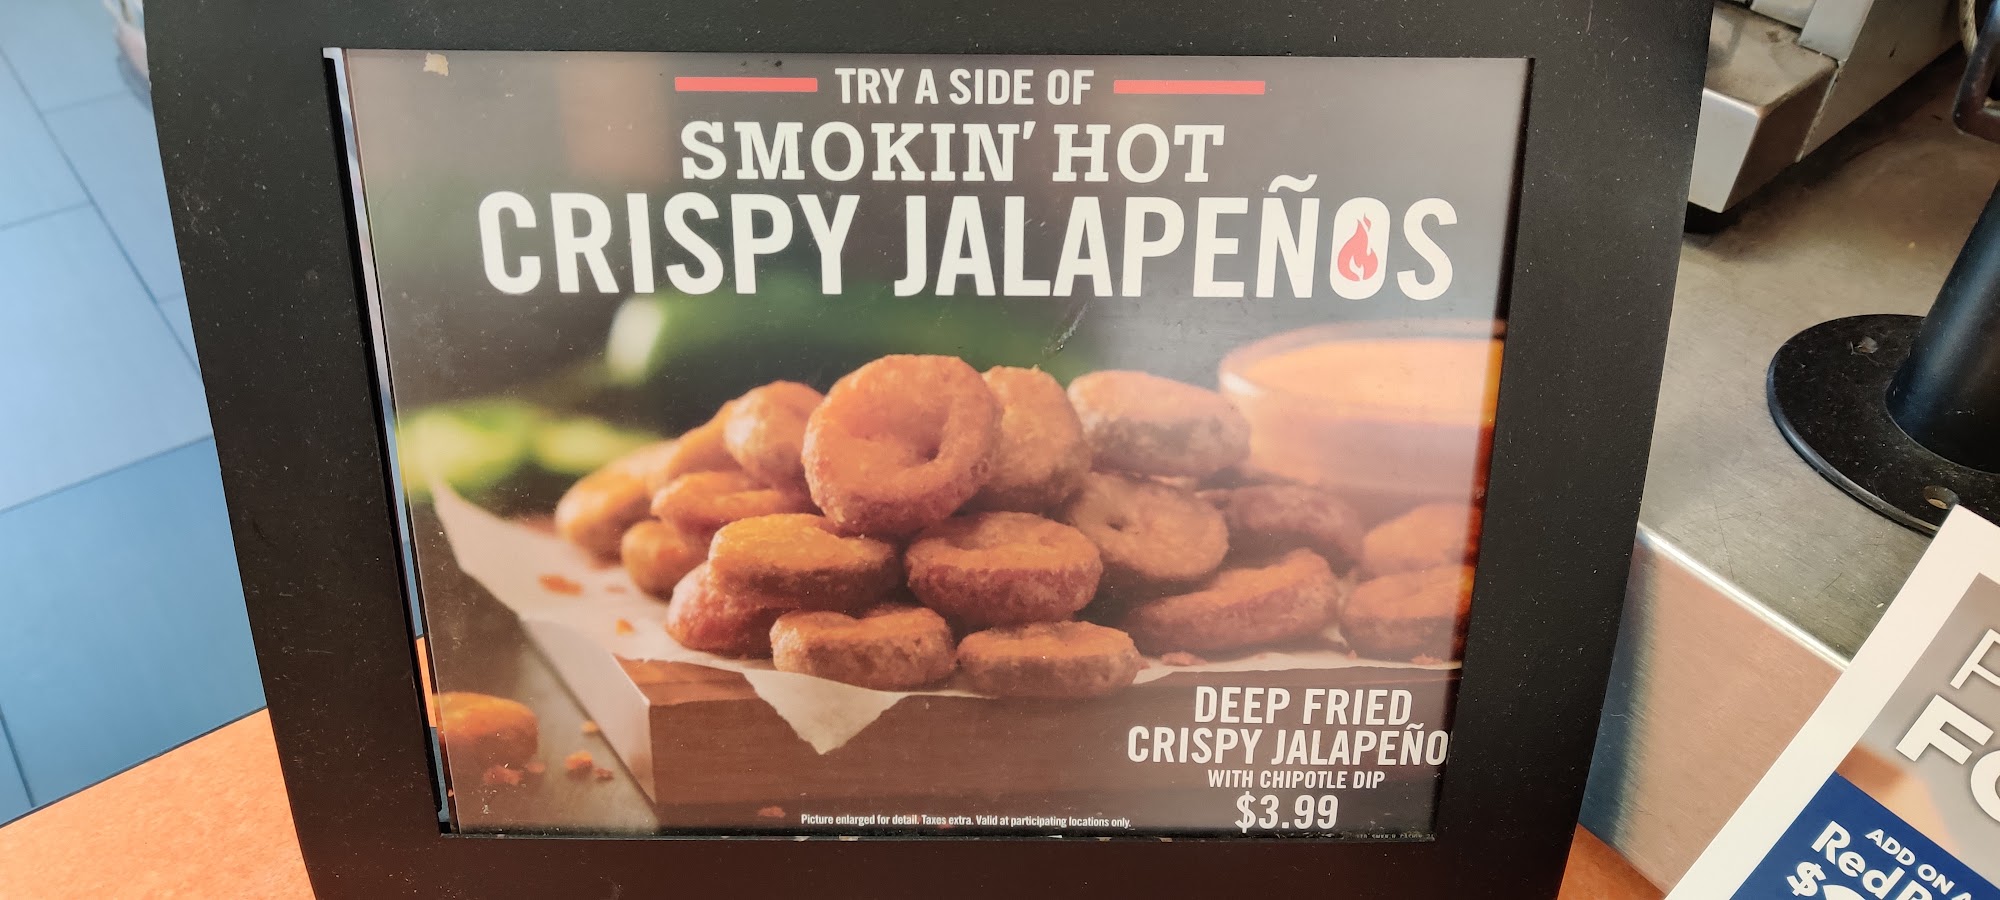 TRY A SIDE OF
SMOKIN' HOT
CRISPY JALAPEÑOS
DEEP FRIED
CRISPY JALAPEÑO
WITH CHIPOTLE DIP
$3.99
Picture enlarged for detail. Taxes extra. Valid at participating locations only.
ADD ON
Red
$